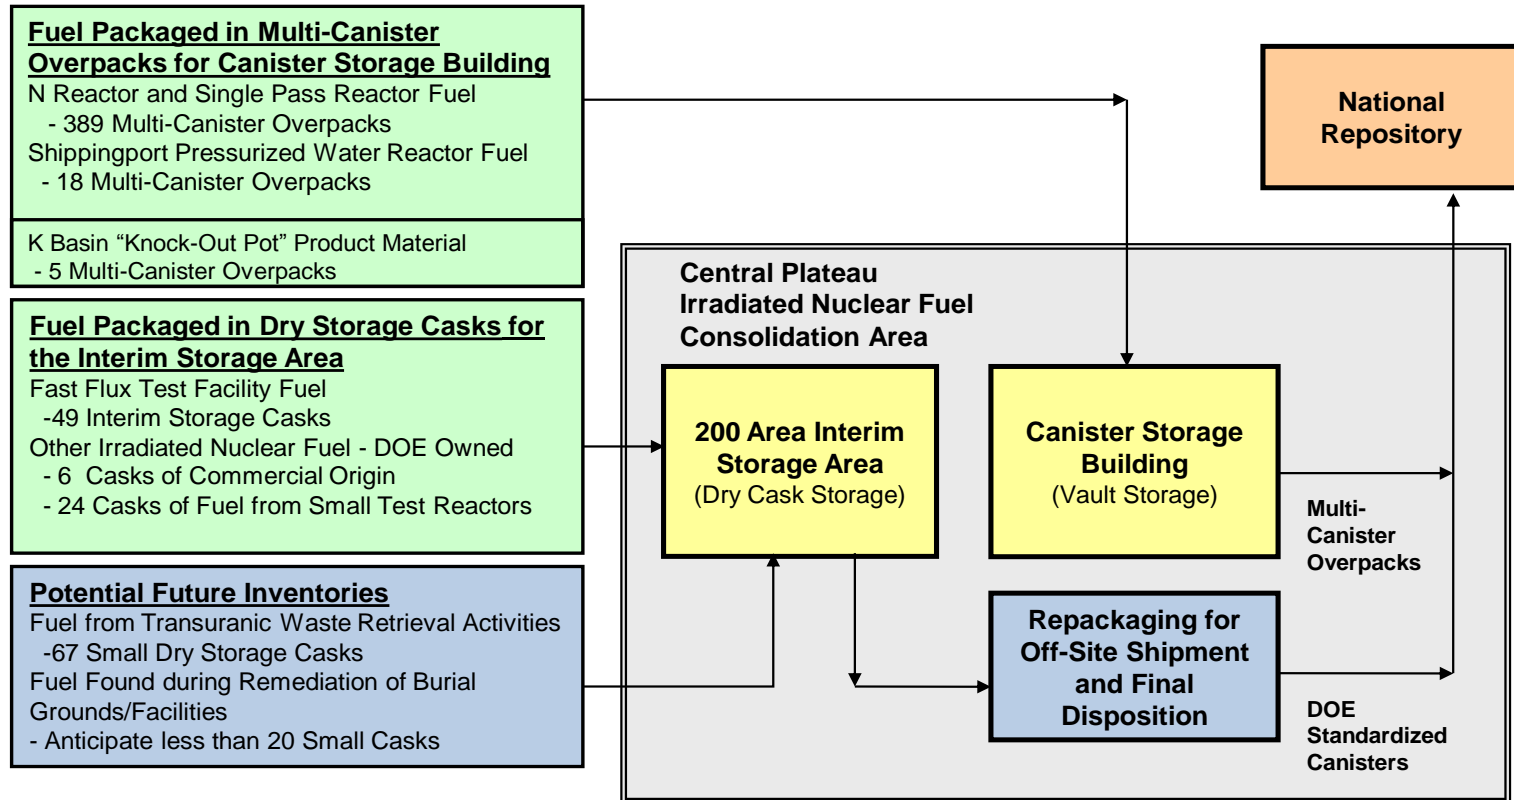 Fuel Packaged in Multi-Canister
Overpacks for Canister Storage Building
N Reactor and Single Pass Reactor Fuel
- 389 Multi-Canister Overpacks
Shippingport Pressurized Water Reactor Fuel
- 18 Multi-Canister Overpacks
K Basin “Knock-Out Pot” Product Material
- 5 Multi-Canister Overpacks
Fuel Packaged in Dry Storage Casks for
the Interim Storage Area
Fast Flux Test Facility Fuel
-49 Interim Storage Casks
Other Irradiated Nuclear Fuel - DOE Owned
- 6 Casks of Commercial Origin
- 24 Casks of Fuel from Small Test Reactors
Potential Future Inventories
Fuel from Transuranic Waste Retrieval Activities
-67 Small Dry Storage Casks
Fuel Found during Remediation of Burial
Grounds/Facilities
- Anticipate less than 20 Small Casks
Central Plateau
Irradiated Nuclear Fuel
Consolidation Area
200 Area Interim
Storage Area
(Dry Cask Storage)
Canister Storage
Building
(Vault Storage)
Repackaging for
Off-Site Shipment
and Final
Disposition
Multi-
Canister
Overpacks
DOE
Standardized
Canisters
National
Repository